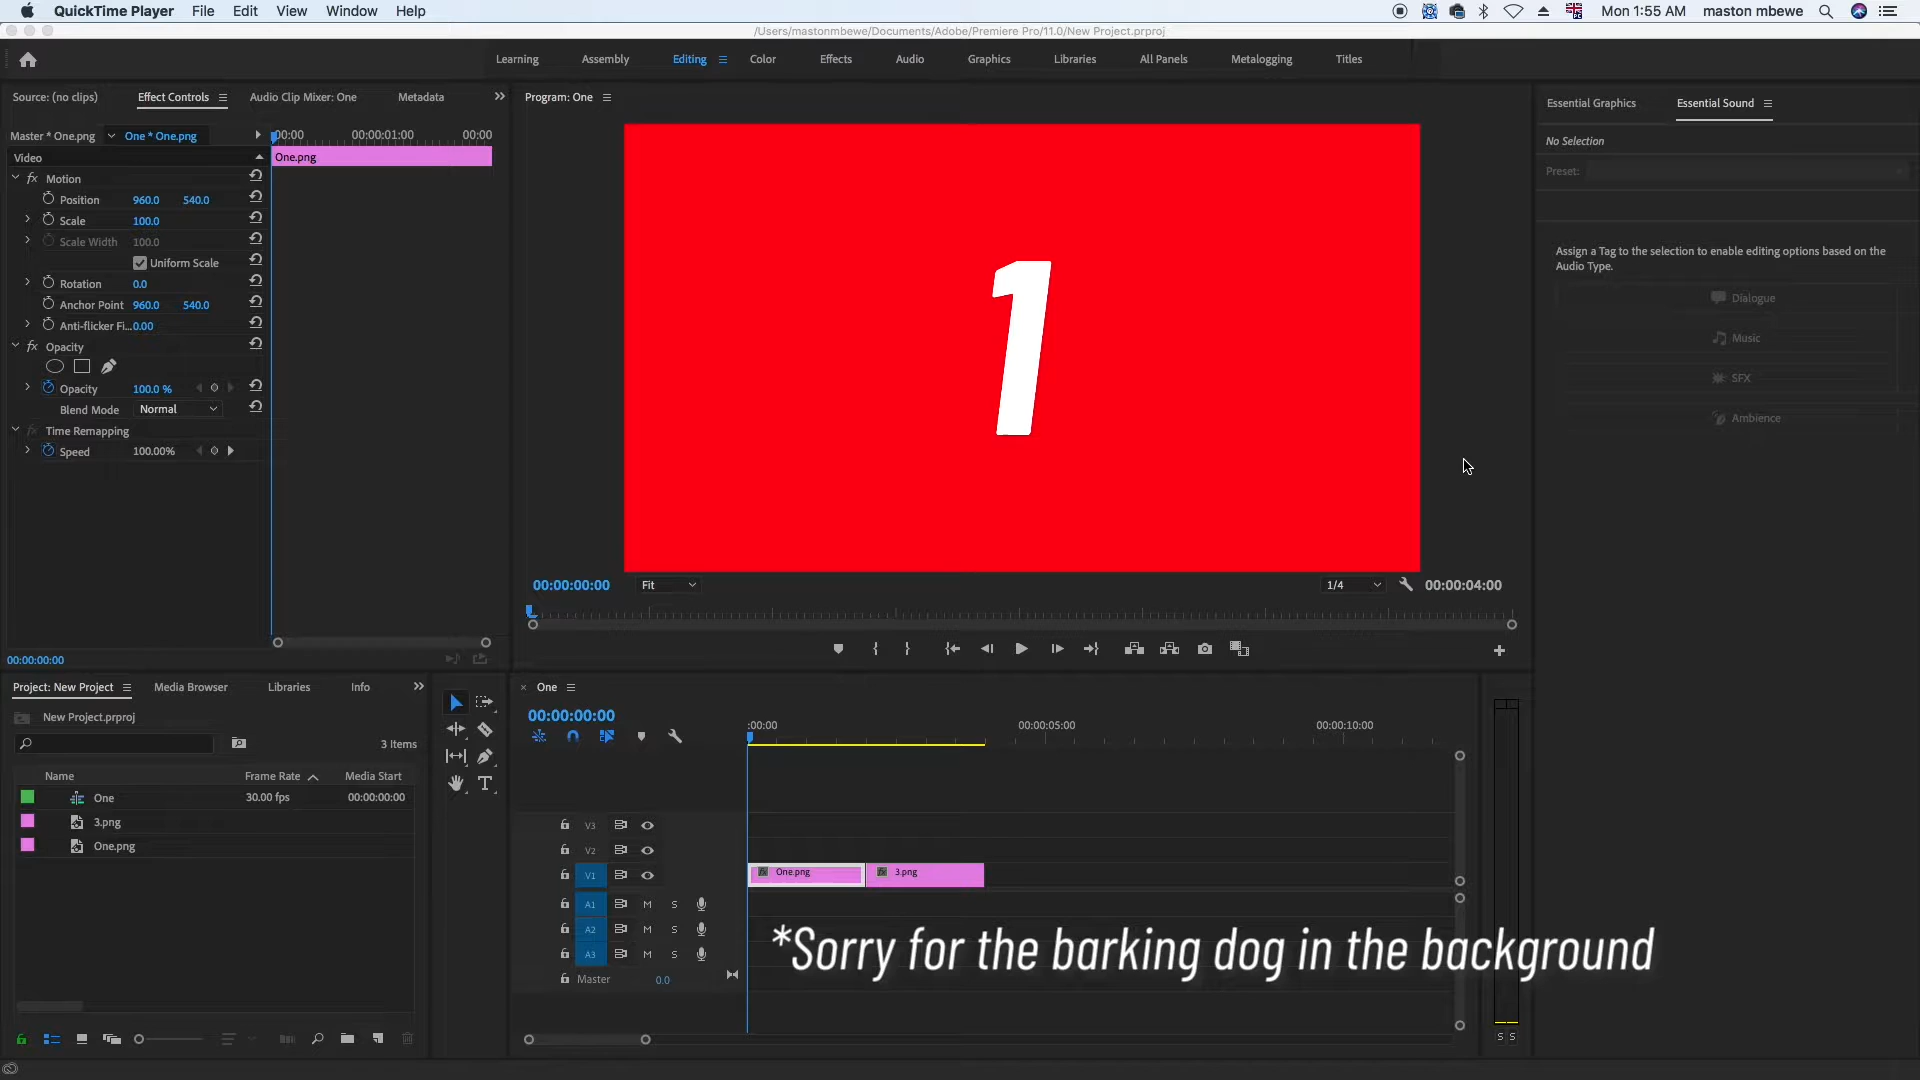 QuickTime Player File Edit View Window Help Mon 1:55 AM maston mbewe
/Users/mastonmbewe/Documents/Adobe/Premiere Pro/11.0/New Project.prproj
Learning Assembly Editing Color Effects Audio Graphics Libraries All Panels Metalogging Titles
Source: (no clips) Effect Controls Audio Clip Mixer: One Metadata
Program: One
Essential Graphics Essential Sound
Master * One.png One * One.png
:00:00 00:00:01:00 00:00
No Selection
Video
One.png
Preset:
fx Motion
Position 960.0 540.0
Scale 100.0
Scale Width 100.0
Uniform Scale
Rotation 0.0
Anchor Point 960.0 540.0
Anti-flicker Fi... 0.00
fx Opacity
Opacity 100.0 %
Blend Mode Normal
fx Time Remapping
Speed 100.00%
00:00:00:00
1
00:00:00:00 Fit 1/4 00:00:04:00
Assign a Tag to the selection to enable editing options based on the
Audio Type.
Dialogue
Music
SFX
Ambience
Project: New Project Media Browser Libraries Info
New Project.prproj
3 Items
Name Frame Rate Media Start
One 30.00 fps 00:00:00:00
3.png
One.png
One
00:00:00:00
:00:00 00:00:05:00 00:00:10:00
V3
V2
V1 One.png 3.png
A1 M S
A2 M S
A3 M S
Master 0.0
S S
*Sorry for the barking dog in the background